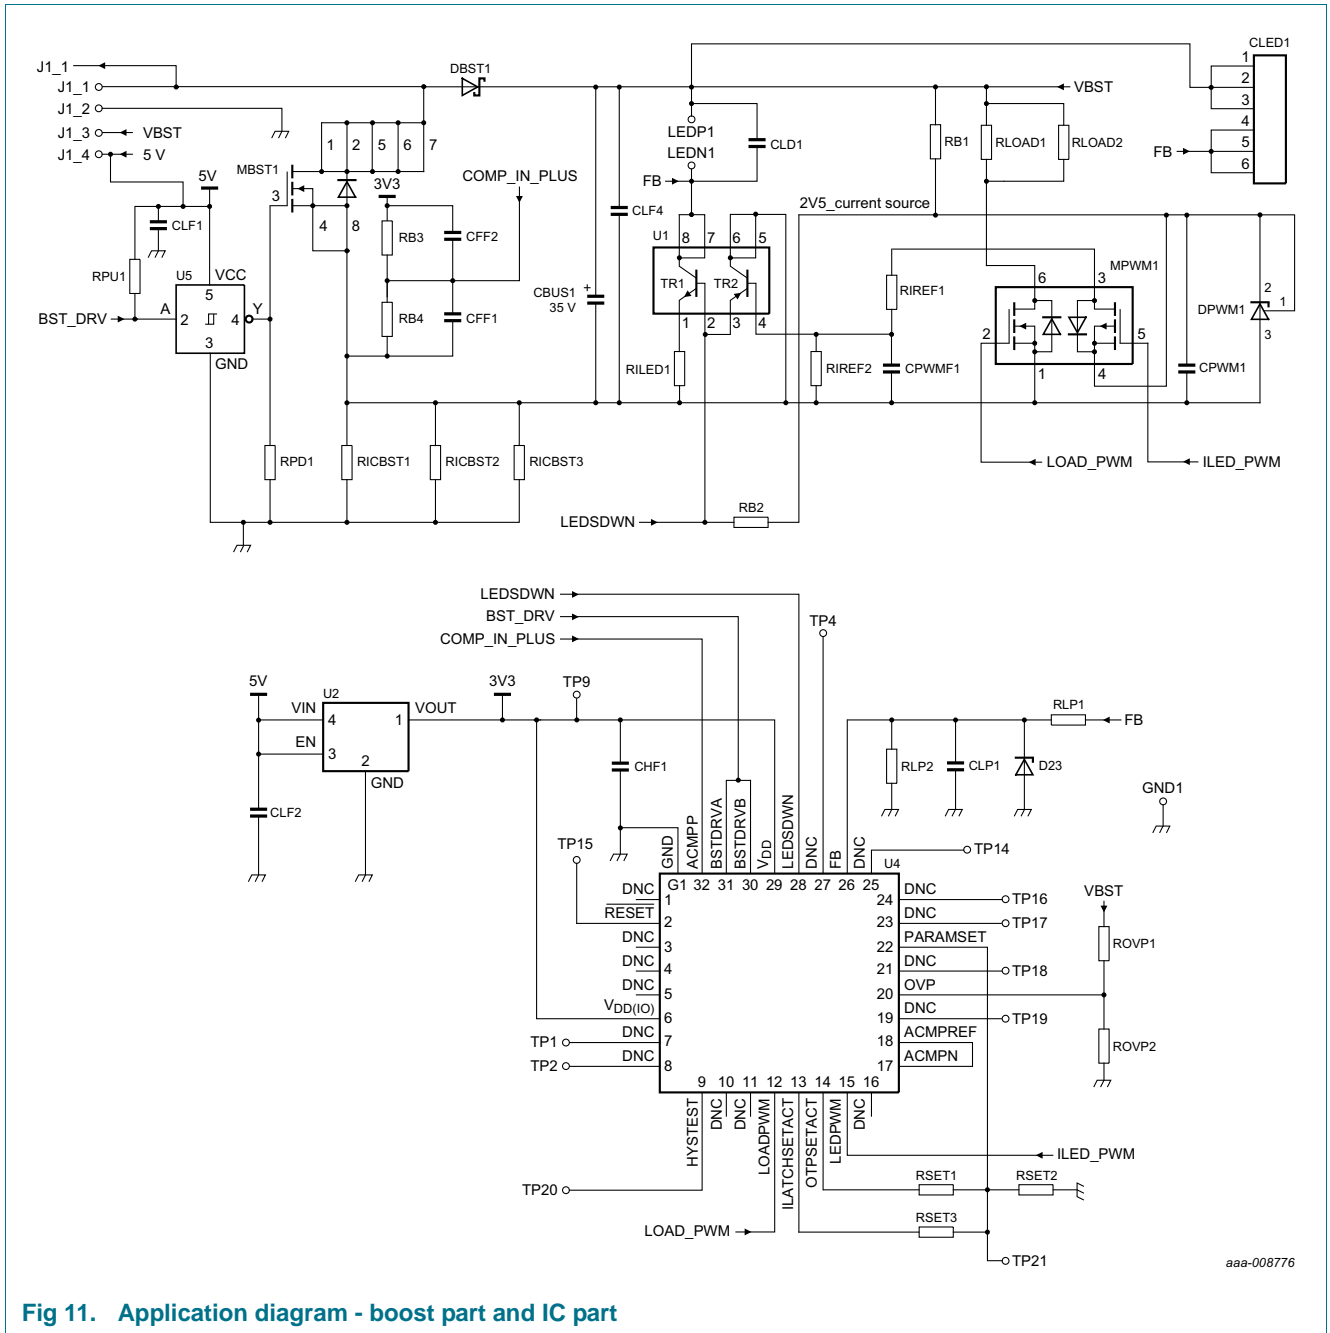 J1_1
J1_1
J1_2
J1_3 VBST
J1_4 5 V
DBST1
CLED1
1
2
3
4
5
6
FB
VBST
LEDP1
LEDN1
CLD1
FB
RB1
RLOAD1
RLOAD2
1 2 5 6 7
MBST1
3
4 8
3V3
COMP_IN_PLUS
RB3
CFF2
RB4
CFF1
5V
CLF1
RPU1
U5
VCC
5
BST_DRV
A
2
4
Y
3
GND
CLF4
CBUS1
35 V
+
2V5_current source
U1
8 7 6 5
TR1 TR2
1 2 3 4
RILED1
RIREF1
RIREF2
CPWMF1
MPWM1
6 3
2 5
1 4
CPWM1
DPWM1
2
1
3
RPD1
RICBST1
RICBST2
RICBST3
LOAD_PWM
ILED_PWM
LEDSDWN
RB2
LEDSDWN
BST_DRV
COMP_IN_PLUS
TP4
5V
U2
VIN
4
1
VOUT
EN
3
2
GND
CLF2
3V3
TP9
CHF1
RLP1
FB
RLP2
CLP1
D23
GND1
TP15
GND
ACMPP
BSTDRVA
BSTDRVB
VDD
LEDSDWN
DNC
FB
DNC
TP14
U4
G1 32 31 30 29 28 27 26 25
DNC
1
RESET
2
DNC
3
DNC
4
DNC
5
VDD(IO)
6
TP1
DNC
7
TP2
DNC
8
24
DNC
TP16
23
DNC
TP17
22
PARAMSET
21
DNC
TP18
20
OVP
19
DNC
TP19
18
ACMPREF
17
ACMPN
VBST
ROVP1
ROVP2
9 10 11 12 13 14 15 16
HYSTEST
DNC
DNC
LOADPWM
ILATCHSETACT
OTPSETACT
LEDPWM
DNC
ILED_PWM
RSET1
RSET2
TP20
RSET3
LOAD_PWM
TP21
aaa-008776
Fig 11. Application diagram - boost part and IC part